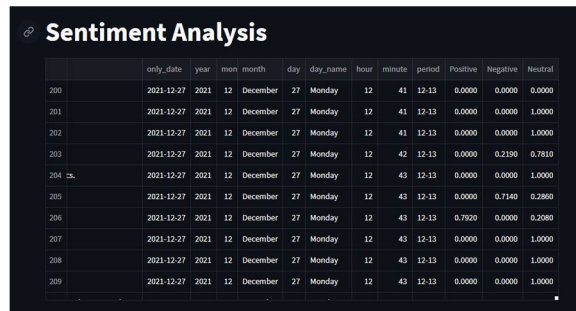 Sentiment Analysis
only_date year mon month day day_name hour minute period Positive Negative Neutral
200 2021-12-27 2021 12 December 27 Monday 12 41 12-13 0.0000 0.0000 0.0000
201 2021-12-27 2021 12 December 27 Monday 12 41 12-13 0.0000 0.0000 1.0000
202 2021-12-27 2021 12 December 27 Monday 12 41 12-13 0.0000 0.0000 1.0000
203 2021-12-27 2021 12 December 27 Monday 12 42 12-13 0.0000 0.2190 0.7810
204 cs. 2021-12-27 2021 12 December 27 Monday 12 43 12-13 0.0000 0.0000 1.0000
205 2021-12-27 2021 12 December 27 Monday 12 43 12-13 0.0000 0.7140 0.2860
206 2021-12-27 2021 12 December 27 Monday 12 43 12-13 0.7920 0.0000 0.2080
207 2021-12-27 2021 12 December 27 Monday 12 43 12-13 0.0000 0.0000 1.0000
208 2021-12-27 2021 12 December 27 Monday 12 43 12-13 0.0000 0.0000 1.0000
209 2021-12-27 2021 12 December 27 Monday 12 43 12-13 0.0000 0.0000 1.0000